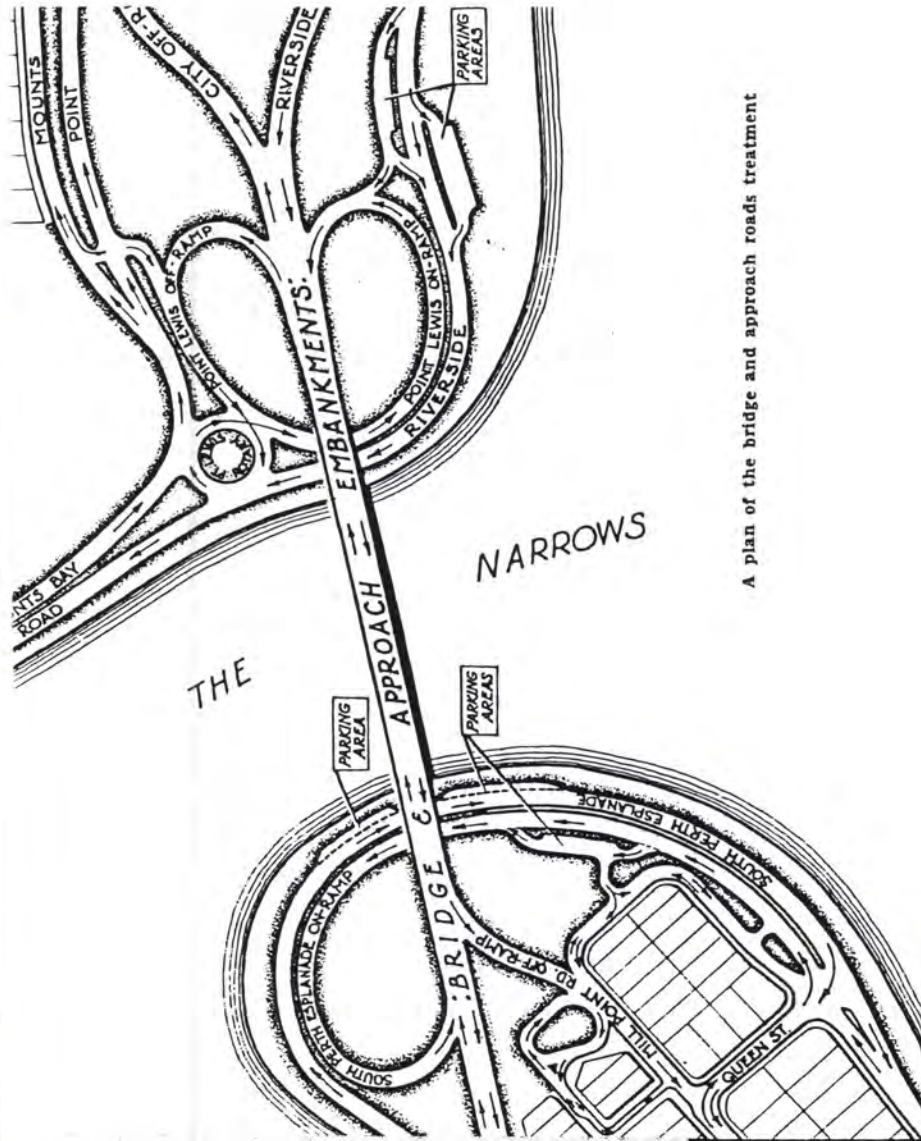 MOUNTS
POINT
CITY OFF-R
RIVERSIDE
PARKING
AREAS
POINT LEWIS OFF-RAMP
POINT LEWIS ON-RAMP
RIVERSIDE
NTS BAY
ROAD
:BRIDGE & APPROACH EMBANKMENTS:
THE NARROWS
PARKING
AREA
PARKING
AREAS
SOUTH PERTH ESPLANADE
SOUTH PERTH ESPLANADE ON-RAMP
MILL POINT RD. OFF-RAMP
QUEEN ST.
A plan of the bridge and approach roads treatment